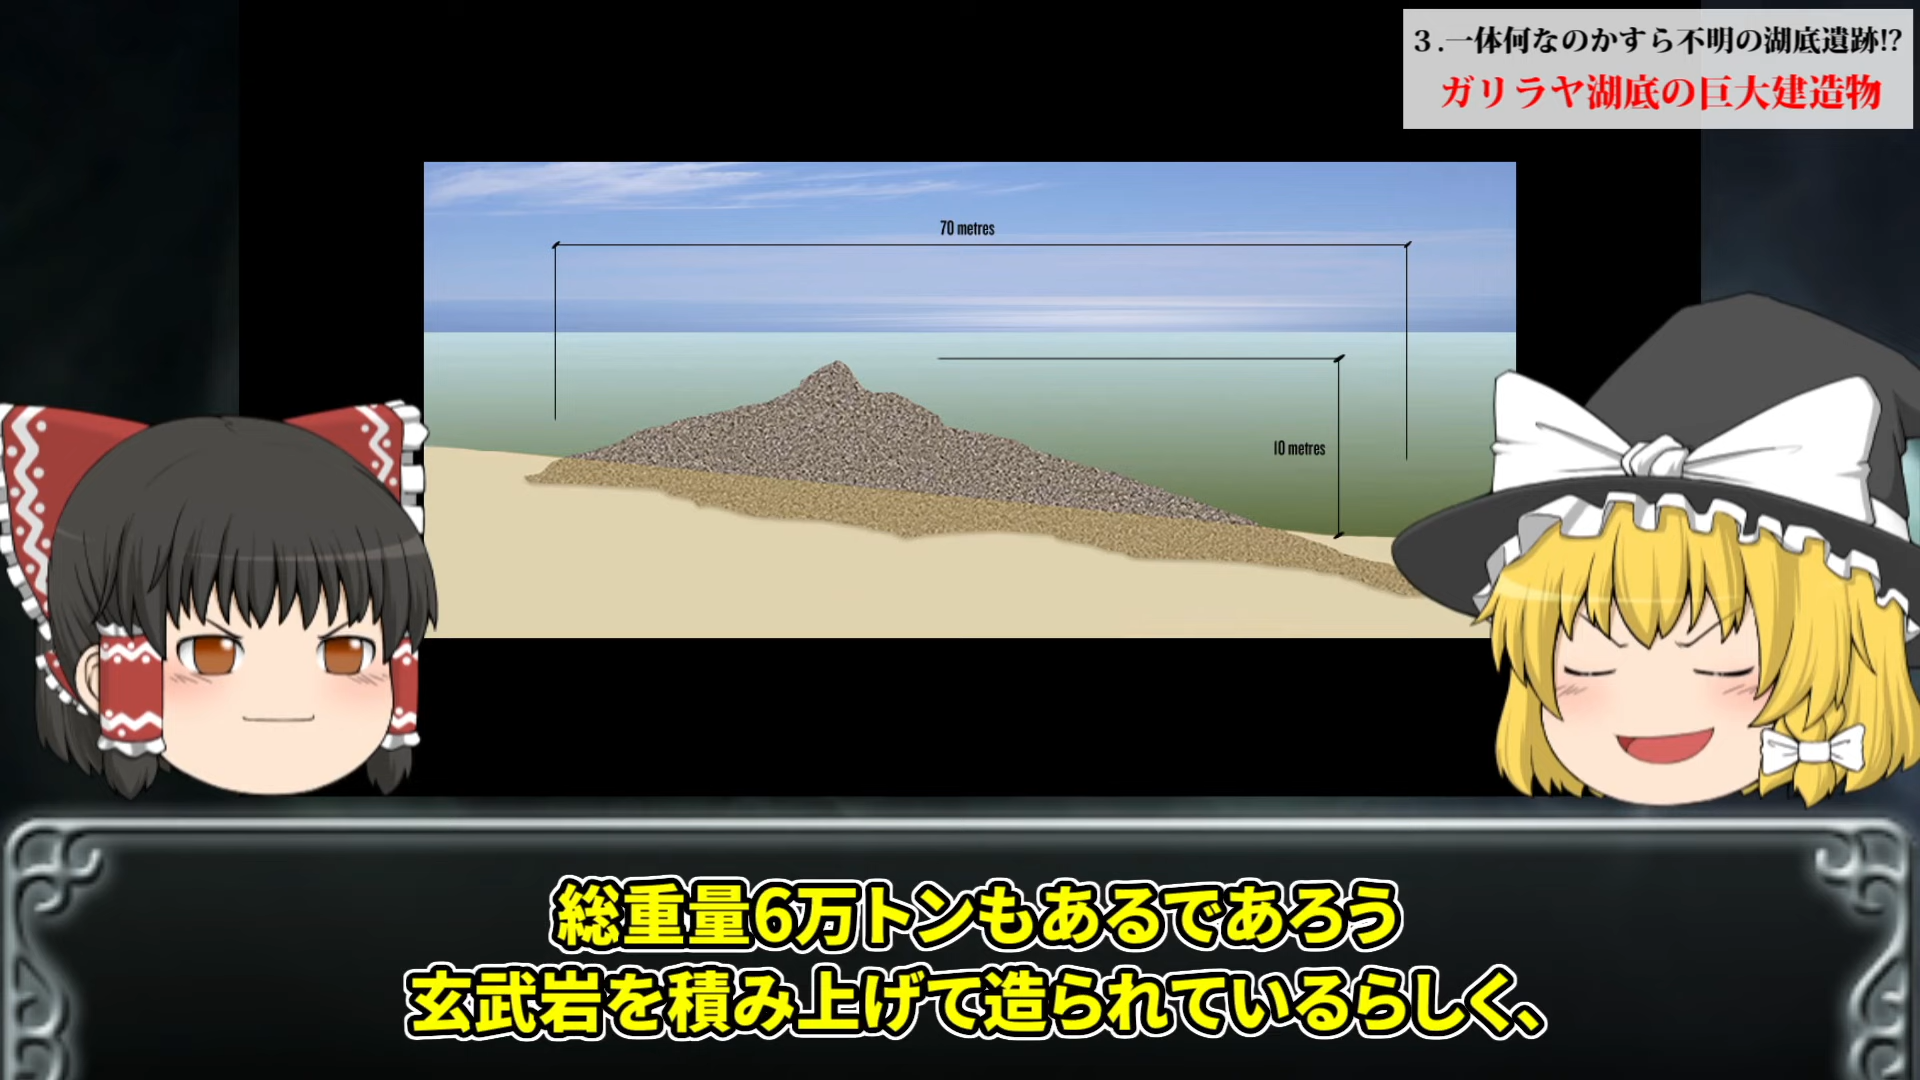 3.一体何なのかすら不明の湖底遺跡!?
ガリラヤ湖底の巨大建造物
70 metres
10 metres
総重量6万トンもあるであろう
玄武岩を積み上げて造られているらしく、